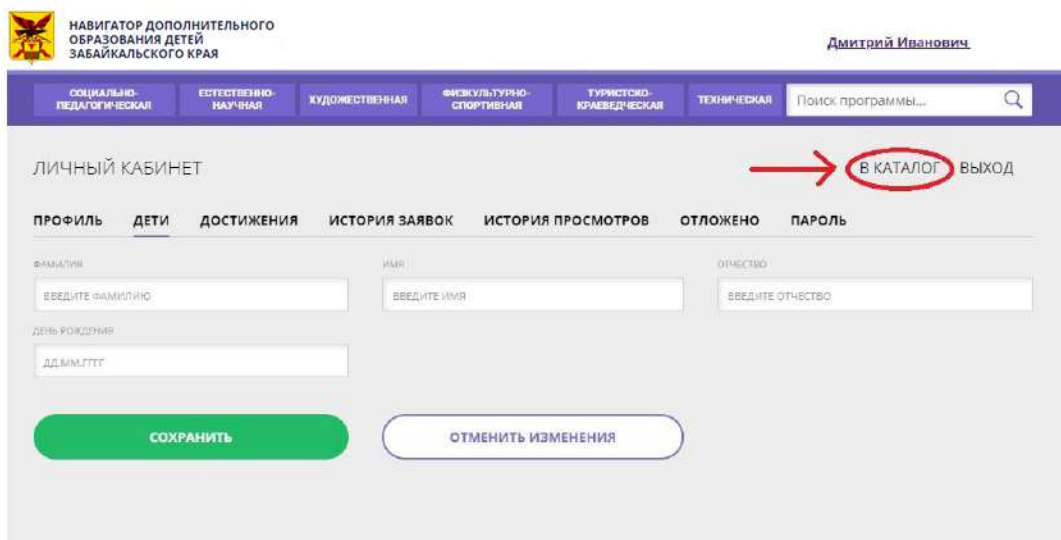 НАВИГАТОР ДОПОЛНИТЕЛЬНОГО
ОБРАЗОВАНИЯ ДЕТЕЙ
ЗАБАЙКАЛЬСКОГО КРАЯ
Дмитрий Иванович
СОЦИАЛЬНО-
ПЕДАГОГИЧЕСКАЯ
ЕСТЕСТВЕННО-
НАУЧНАЯ
ХУДОЖЕСТВЕННАЯ
ФИЗКУЛЬТУРНО-
СПОРТИВНАЯ
ТУРИСТСКО-
КРАЕВЕДЧЕСКАЯ
ТЕХНИЧЕСКАЯ
Поиск программы...
ЛИЧНЫЙ КАБИНЕТ
В КАТАЛОГ ВЫХОД
ПРОФИЛЬ ДЕТИ ДОСТИЖЕНИЯ ИСТОРИЯ ЗАЯВОК ИСТОРИЯ ПРОСМОТРОВ ОТЛОЖЕНО ПАРОЛЬ
ФАМИЛИЯ ИМЯ ОТЧЕСТВО
ВВЕДИТЕ ФАМИЛИЮ ВВЕДИТЕ ИМЯ ВВЕДИТЕ ОТЧЕСТВО
ДЕНЬ РОЖДЕНИЯ
ДД.ММ.ГГГГ
СОХРАНИТЬ ОТМЕНИТЬ ИЗМЕНЕНИЯ